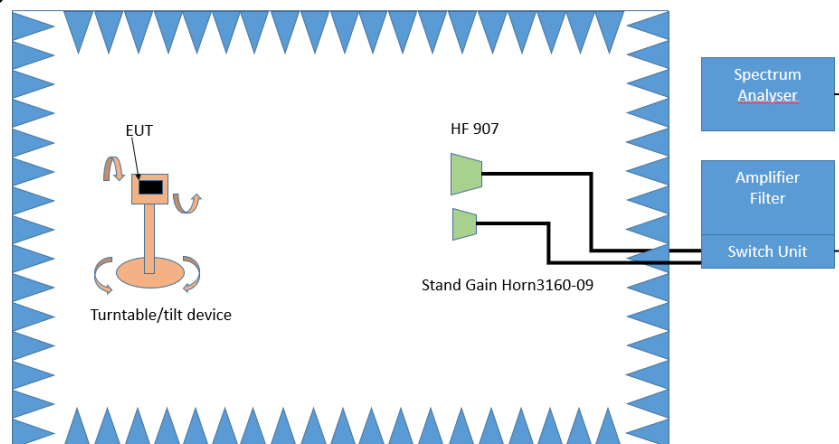 Spectrum
Analyser
EUT
HF 907
Amplifier
Filter
Switch Unit
Stand Gain Horn3160-09
Turntable/tilt device